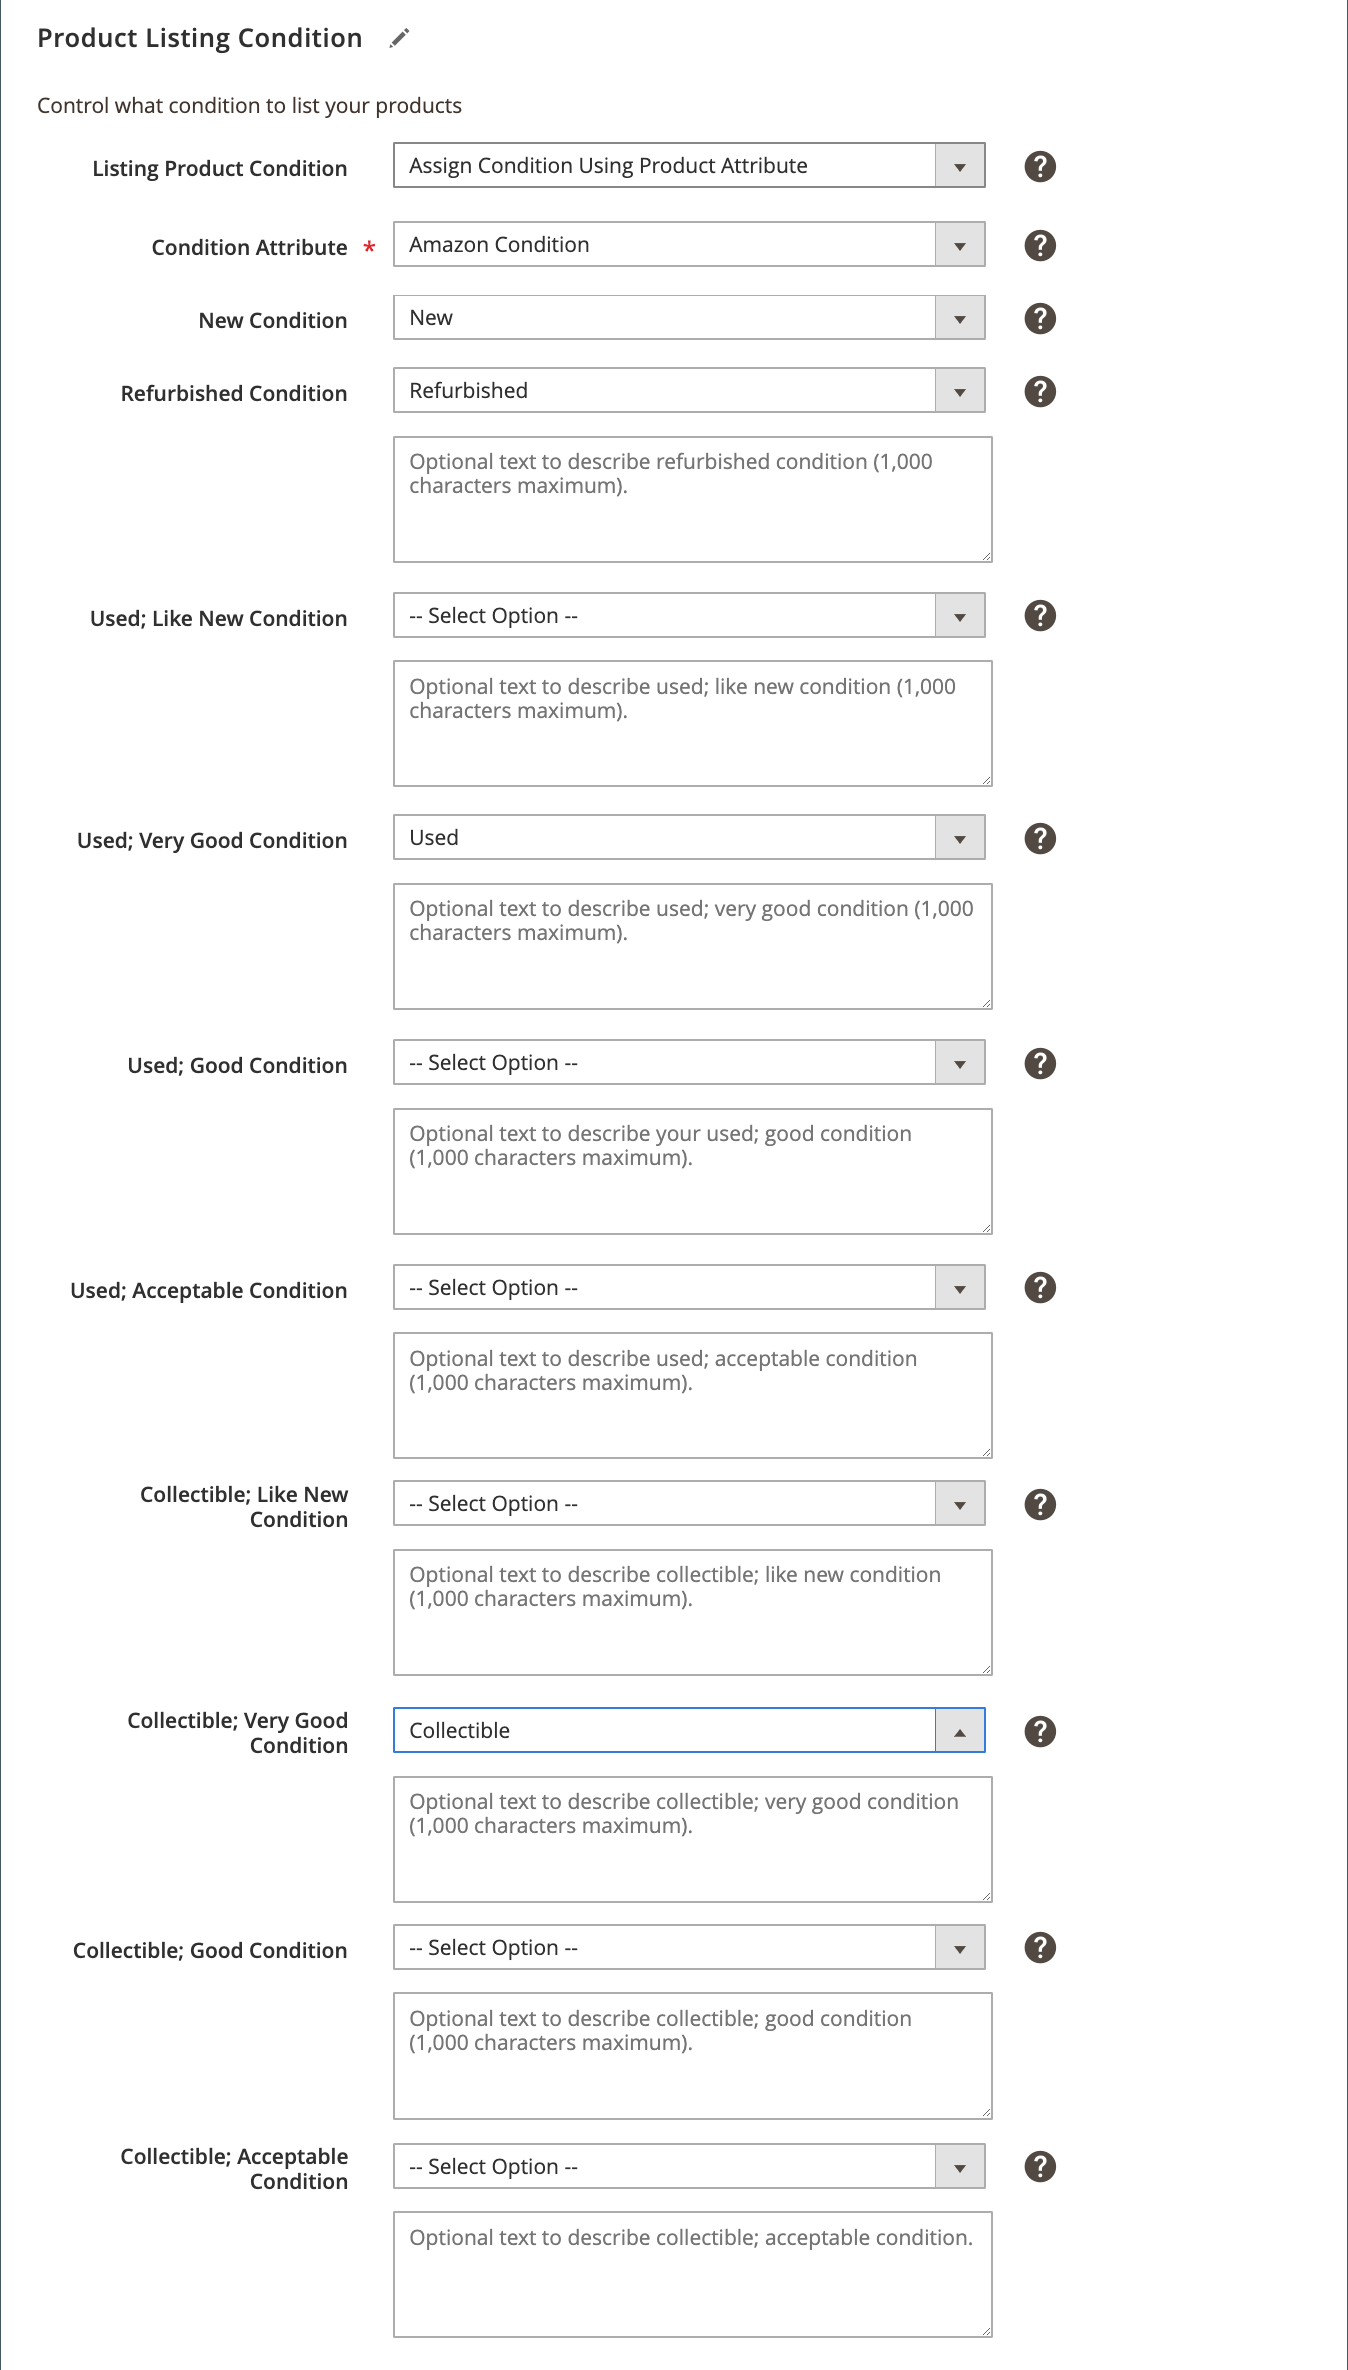 Product Listing Condition
Control what condition to list your products
Listing Product Condition
Assign Condition Using Product Attribute
Condition Attribute *
Amazon Condition
New Condition
New
Refurbished Condition
Refurbished
Optional text to describe refurbished condition (1,000
characters maximum).
Used; Like New Condition
-- Select Option --
Optional text to describe used; like new condition (1,000
characters maximum).
Used; Very Good Condition
Used
Optional text to describe used; very good condition (1,000
characters maximum).
Used; Good Condition
-- Select Option --
Optional text to describe your used; good condition
(1,000 characters maximum).
Used; Acceptable Condition
-- Select Option --
Optional text to describe used; acceptable condition
(1,000 characters maximum).
Collectible; Like New
Condition
-- Select Option --
Optional text to describe collectible; like new condition
(1,000 characters maximum).
Collectible; Very Good
Condition
Collectible
Optional text to describe collectible; very good condition
(1,000 characters maximum).
Collectible; Good Condition
-- Select Option --
Optional text to describe collectible; good condition
(1,000 characters maximum).
Collectible; Acceptable
Condition
-- Select Option --
Optional text to describe collectible; acceptable condition.